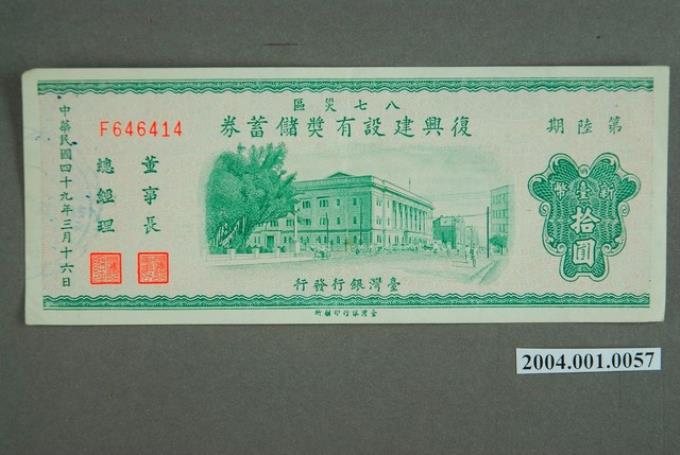 區災七八
券蓄儲獎有設建興復
期陸第
F646414
中華民國四十九年三月十六日
董事長
總經理
新臺幣
拾圓
行發行銀灣臺
2004.001.0057